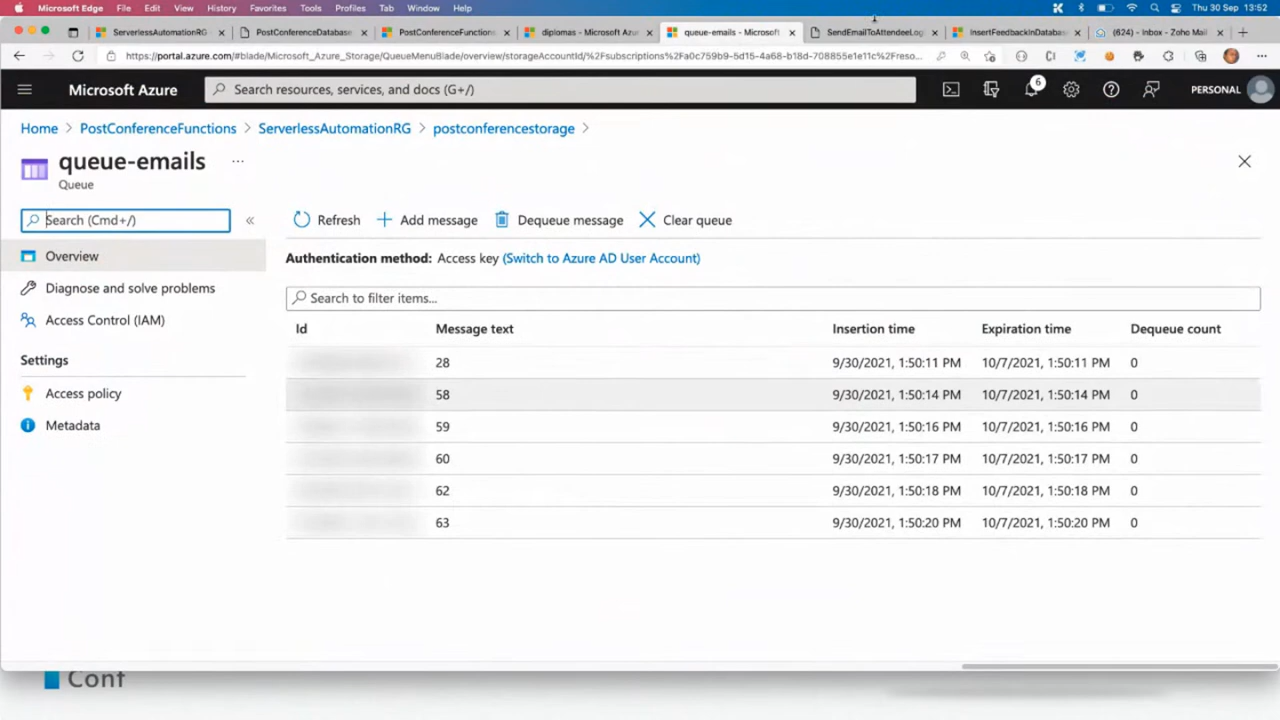 Microsoft Edge File Edit View History Favorites Tools Profiles Tab Window Help Thu 30 Sep 13:52
ServerlessAutomationRG PostConferenceDatabase PostConferenceFunctions diplomas - Microsoft Azu queue-emails - Microsoft SendEmailToAttendeeLogi InsertFeedbackInDatabas (624) - Inbox - Zoho Mail
https://portal.azure.com/#blade/Microsoft_Azure_Storage/QueueMenuBlade/overview/storageAccountId/%2Fsubscriptions%2Fa0c759b9-5d15-4a68-b18d-708855e1e11c%2Freso...
Microsoft Azure Search resources, services, and docs (G+/) 6 PERSONAL
Home > PostConferenceFunctions > ServerlessAutomationRG > postconferencestorage >
queue-emails ...
Queue
Search (Cmd+/) «
Refresh Add message Dequeue message Clear queue
Overview
Diagnose and solve problems
Access Control (IAM)
Settings
Access policy
Metadata
Authentication method: Access key (Switch to Azure AD User Account)
Search to filter items...
Id Message text Insertion time Expiration time Dequeue count
28 9/30/2021, 1:50:11 PM 10/7/2021, 1:50:11 PM 0
58 9/30/2021, 1:50:14 PM 10/7/2021, 1:50:14 PM 0
59 9/30/2021, 1:50:16 PM 10/7/2021, 1:50:16 PM 0
60 9/30/2021, 1:50:17 PM 10/7/2021, 1:50:17 PM 0
62 9/30/2021, 1:50:18 PM 10/7/2021, 1:50:18 PM 0
63 9/30/2021, 1:50:20 PM 10/7/2021, 1:50:20 PM 0
Conf